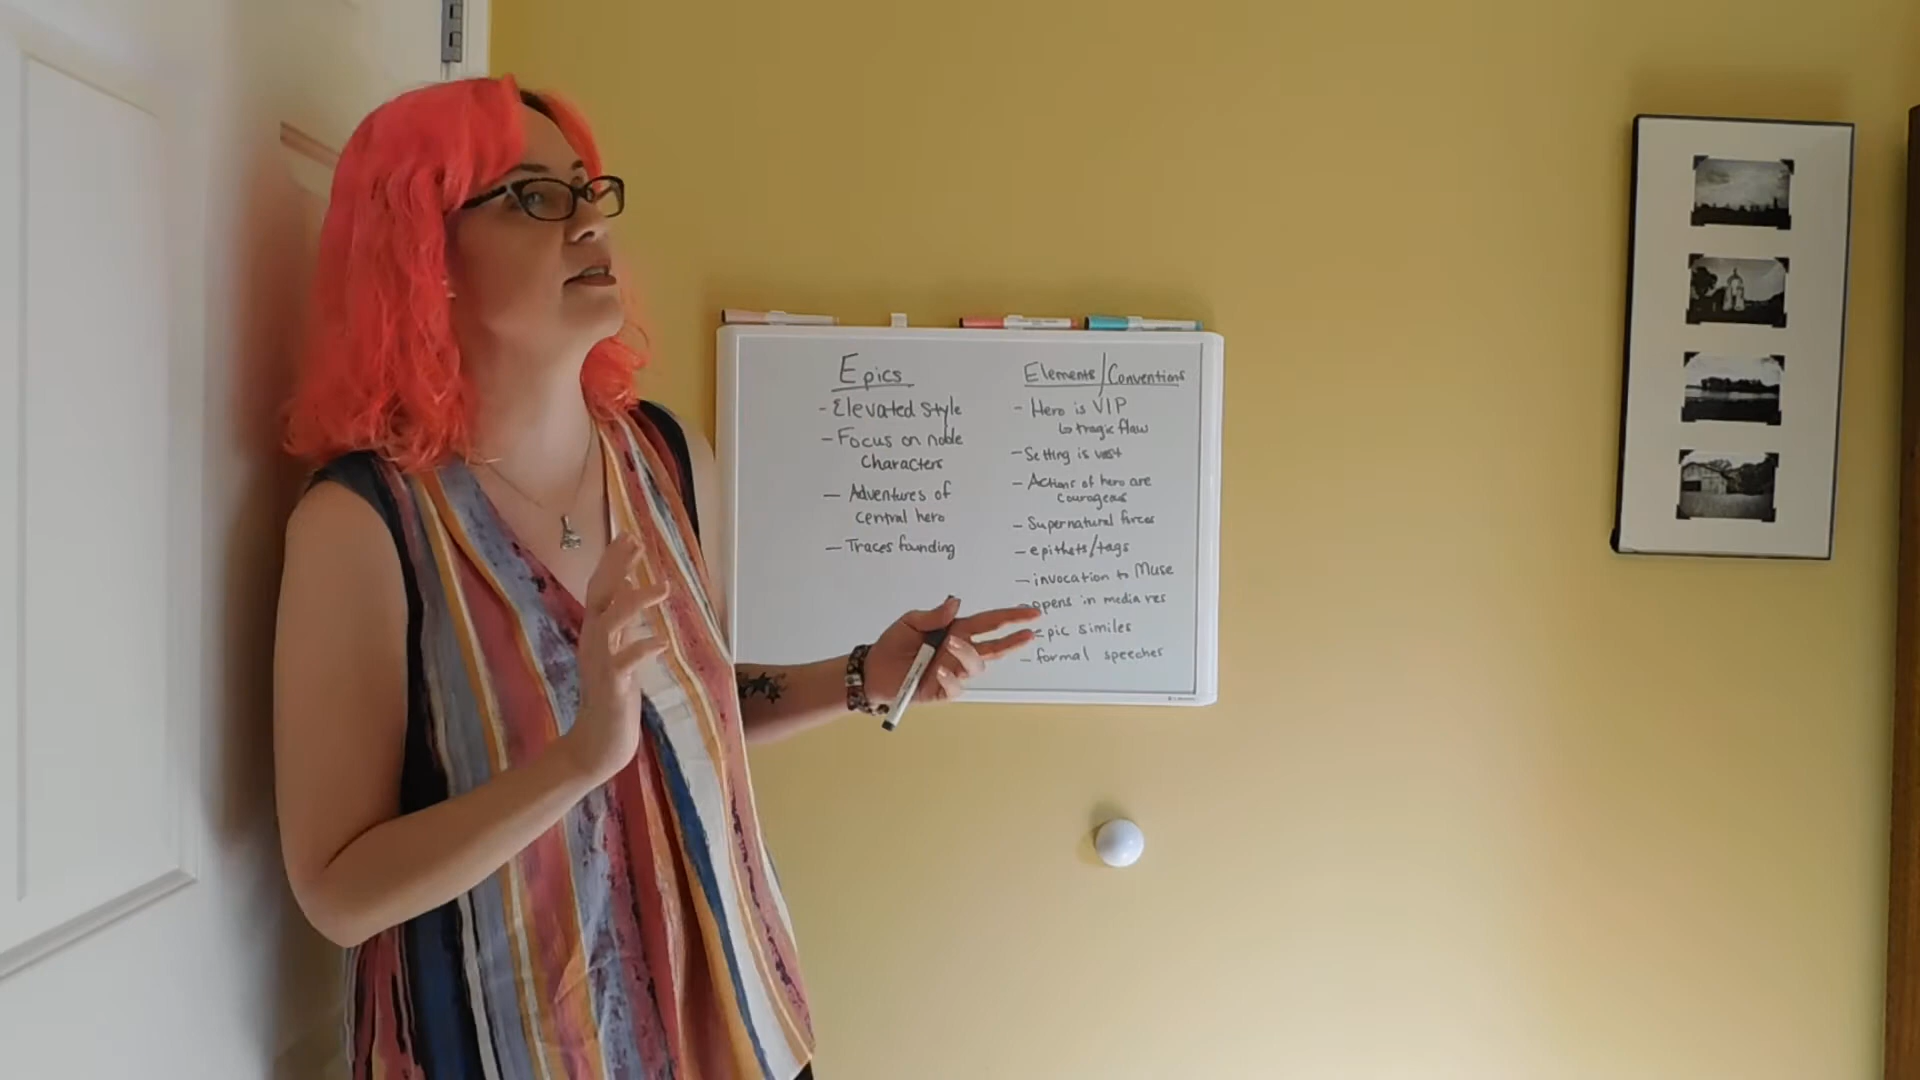 Epics
- Elevated Style
- Focus on noble
characters
- Adventures of
central hero
- Traces founding
Elements/Conventions
- Hero is VIP
↳ tragic flaw
- Setting is vast
- Actions of hero are
courageous
- Supernatural forces
- epithets/tags
- invocation to Muse
- opens in media res
epic similes
- formal speeches